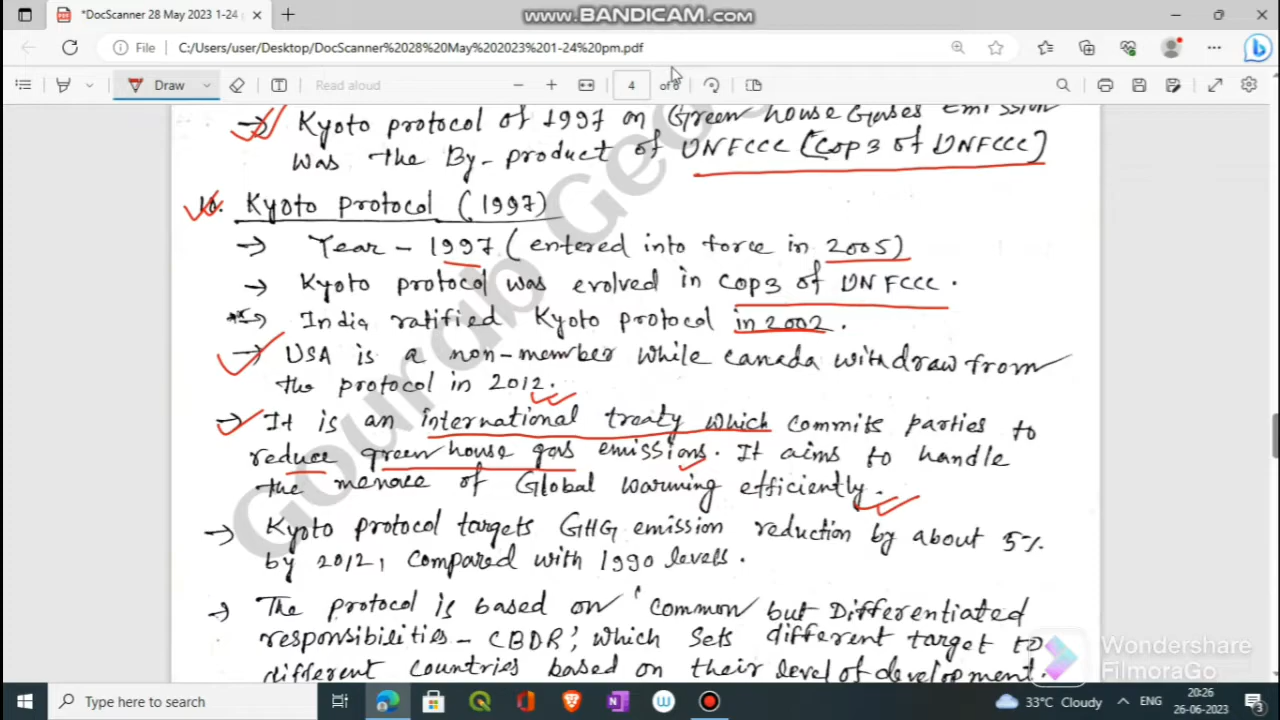 *DocScanner 28 May 2023 1-24
www.BANDICAM.com
File
C:/Users/user/Desktop/DocScanner%2028%20May%202023%201-24%20pm.pdf
Draw
Read aloud
4
of 8
→ Kyoto protocol of 1997 on Green house Gases emission
was the By-product of UNFCCC (COP3 of UNFCCC)
10. Kyoto protocol (1997)
→ Year - 1997 (entered into force in 2005)
→ Kyoto protocol was evolved in COP3 of UNFCCC.
*→ India ratified Kyoto protocol in 2002.
→ USA is a non-member while Canada withdraw from
the protocol in 2012.
→ It is an international treaty which commits parties to
reduce green house gas emissions. It aims to handle
the menace of Global warming efficiently.
→ Kyoto protocol targets GHG emission reduction by about 5%
by 2012, compared with 1990 levels.
→ The protocol is based on 'Common but Differentiated
responsibilities - CBDR', which sets different target to
different countries based on their level of development.
Gourab Geo
Wondershare
FilmoraGo
Type here to search
33°C Cloudy
ENG
20:26
26-06-2023
3